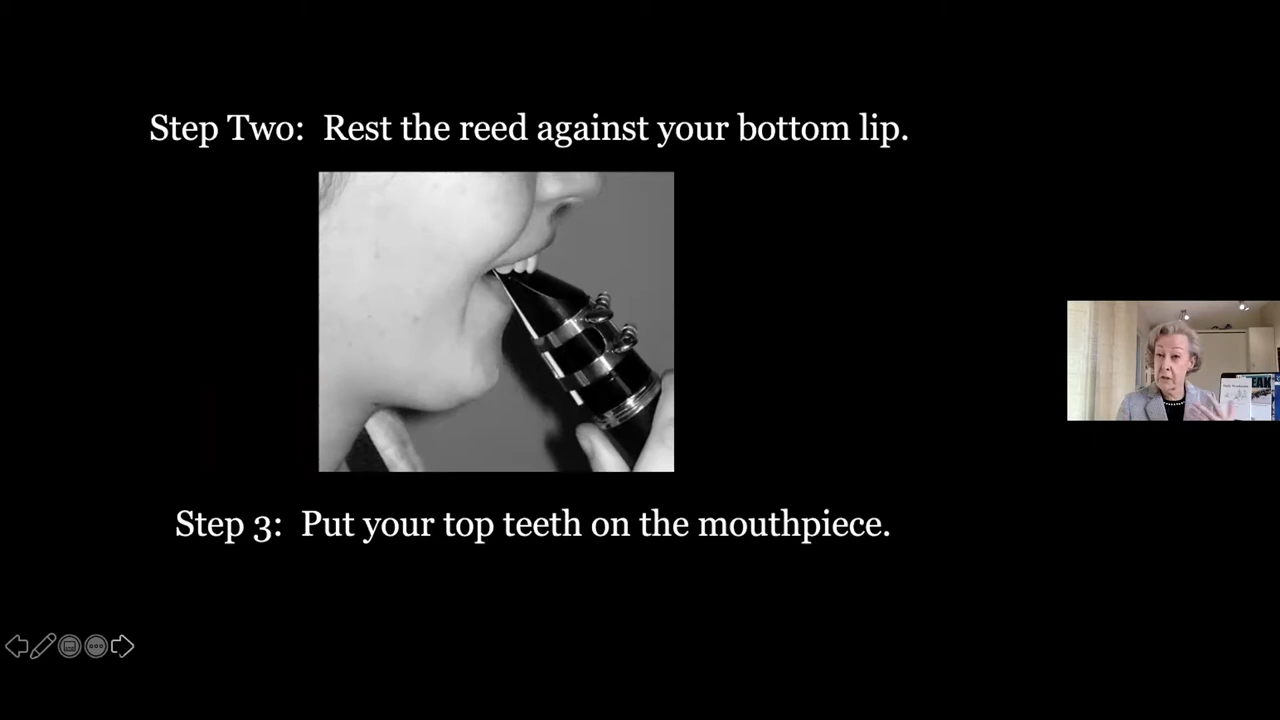 Step Two:  Rest the reed against your bottom lip.
Step 3:  Put your top teeth on the mouthpiece.